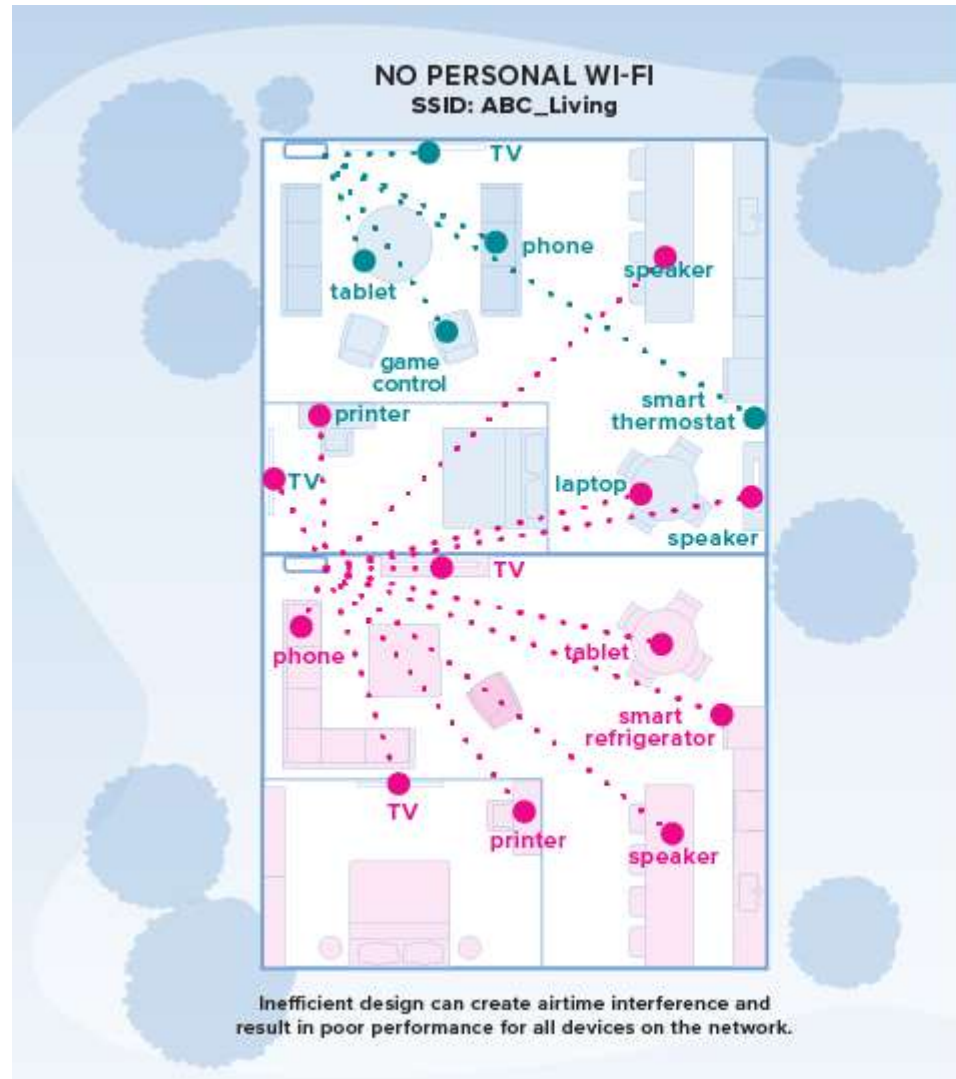 NO PERSONAL WI-FI
SSID: ABC_Living
TV
phone
speaker
tablet
game
control
smart
thermostat
printer
TV
laptop
speaker
TV
phone
tablet
smart
refrigerator
TV
printer
speaker
Inefficient design can create airtime interference and
result in poor performance for all devices on the network.